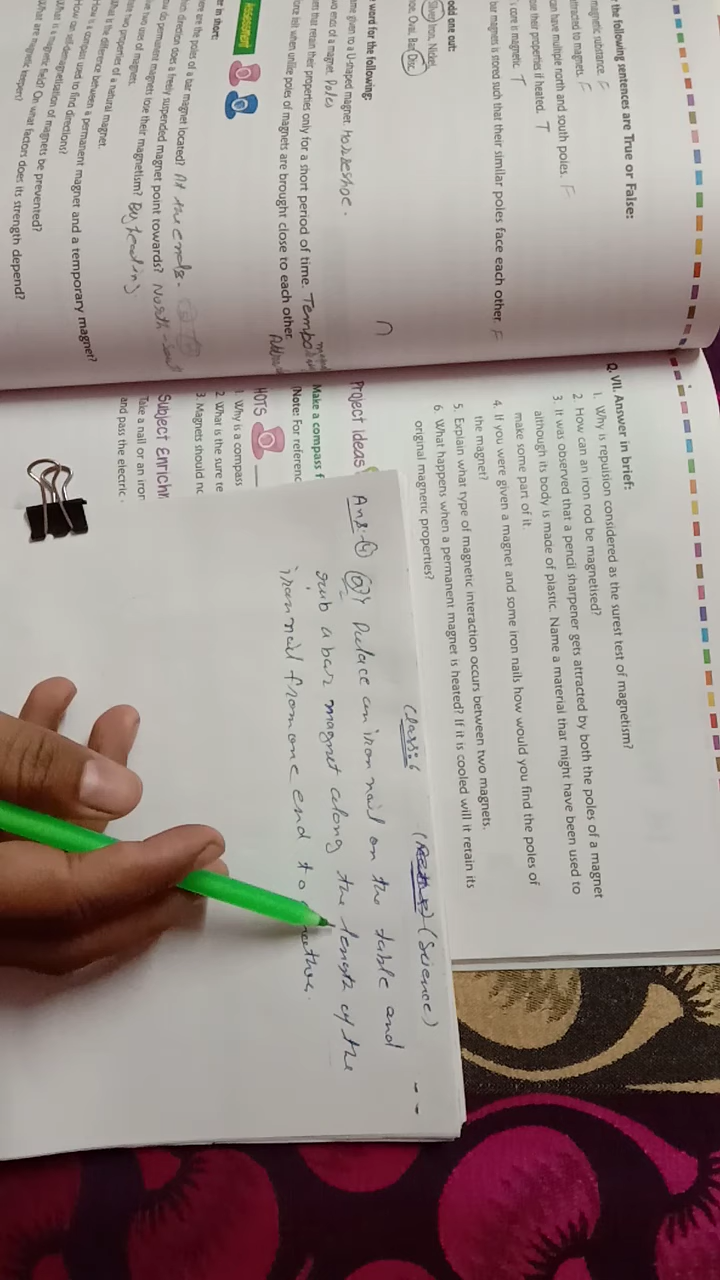 the following sentences are True or False:
magnetic substance. F
attracted to magnets. F
can have multiple north and south poles. F
their properties if heated. T
core is magnetic. T
bar magnets is stored such that their similar poles face each other. F
odd one out:
Iron, Nickel
Oval, Bar, Disc
word for the following:
name given to a U-shaped magnet. Horseshoe.
ends of a magnet. Poles
that retain their properties only for a short period of time.
force felt when unlike poles of magnets are brought close to each other.
Assessment
in short:
are the poles of a bar magnet located? At the ends.
direction does a freely suspended magnet point towards? North -
do permanent magnets lose their magnetism? By heating
two uses of magnets.
two properties of a natural magnet.
is the difference between a permanent magnet and a temporary magnet?
How is a compass used to find directions?
How can self-demagnetisation of magnets be prevented?
What is magnetic field? On what factors does its strength depend?
What are magnetic keepers?
Q. VII. Answer in brief:
1. Why is repulsion considered as the surest test of magnetism?
2. How can an iron rod be magnetised?
3. It was observed that a pencil sharpener gets attracted by both the poles of a magnet
although its body is made of plastic. Name a material that might have been used to
make some part of it.
4. If you were given a magnet and some iron nails how would you find the poles of
the magnet?
5. Explain what type of magnetic interaction occurs between two magnets.
6. What happens when a permanent magnet is heated? If it is cooled will it retain its
original magnetic properties?
Project Ideas
Make a compass
(Note: For
HOTS
1. Why is a compass
2. What is the sure
3. Magnets should
Subject Enrich
Take a nail or an iron
and pass the electric
Class:6 (Science)
Ans:- Palace an iron nail on the table and
rub a bar magnet along the length of the
iron nail from one end to